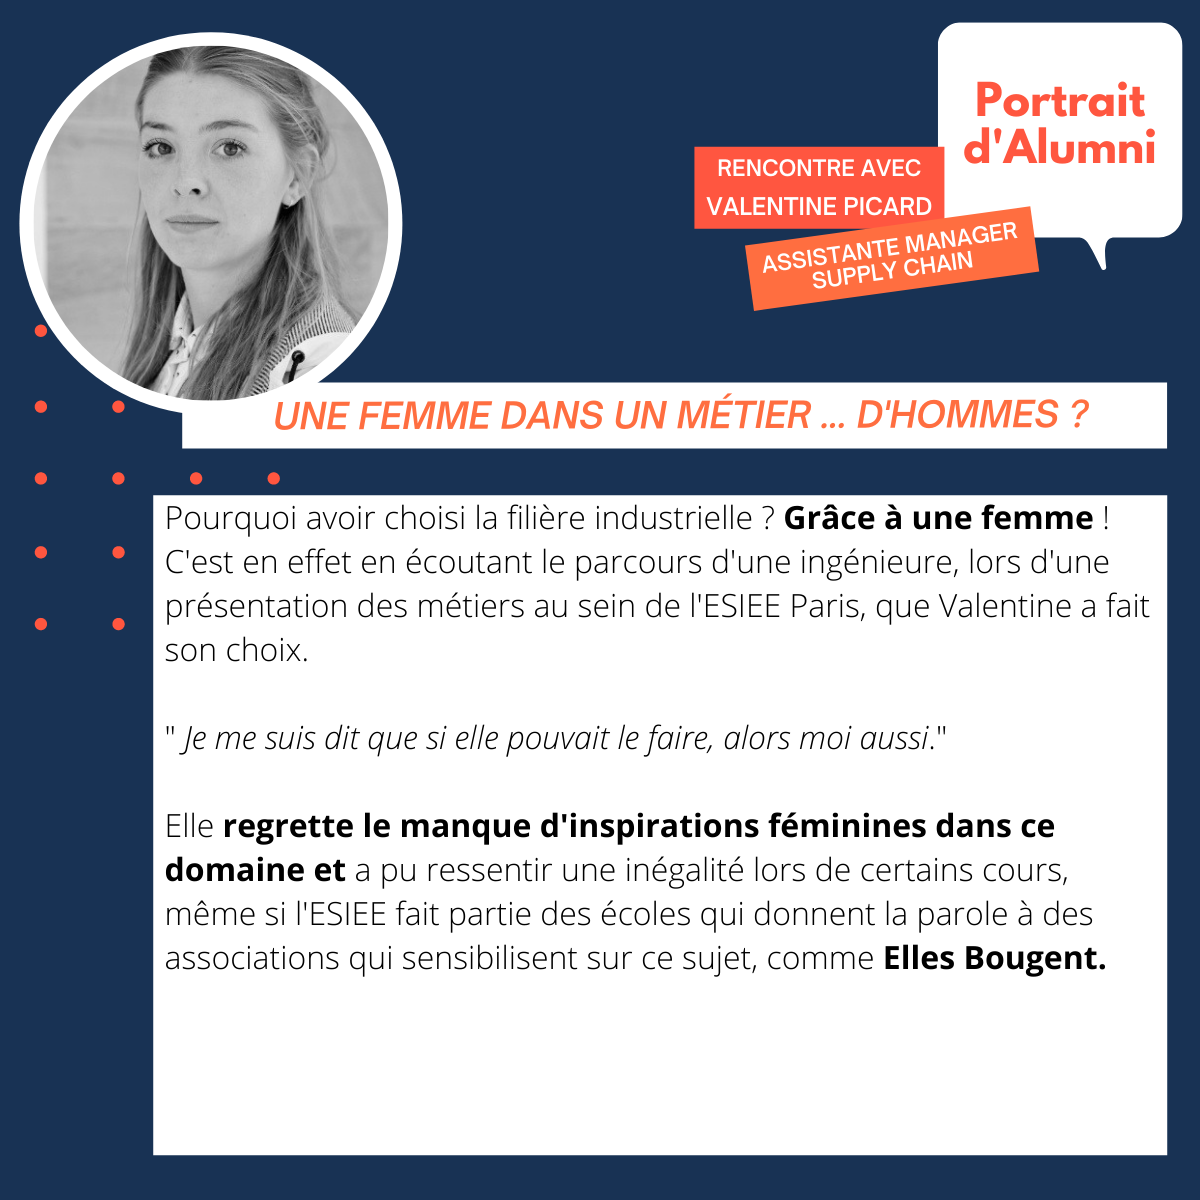 Portrait
d'Alumni
RENCONTRE AVEC
VALENTINE PICARD
ASSISTANTE MANAGER
SUPPLY CHAIN
UNE FEMME DANS UN MÉTIER ... D'HOMMES ?
Pourquoi avoir choisi la filière industrielle ? Grâce à une femme !
C'est en effet en écoutant le parcours d'une ingénieure, lors d'une
présentation des métiers au sein de l'ESIEE Paris, que Valentine a fait
son choix.
" Je me suis dit que si elle pouvait le faire, alors moi aussi."
Elle regrette le manque d'inspirations féminines dans ce
domaine et a pu ressentir une inégalité lors de certains cours,
même si l'ESIEE fait partie des écoles qui donnent la parole à des
associations qui sensibilisent sur ce sujet, comme Elles Bougent.